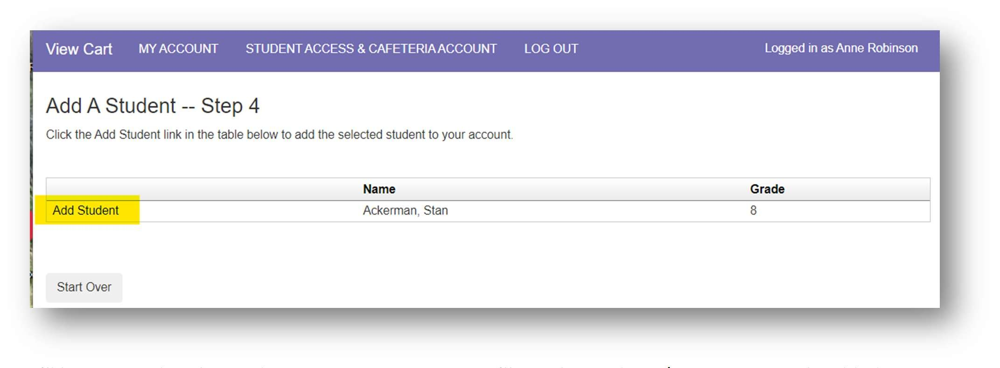 View Cart MY ACCOUNT STUDENT ACCESS & CAFETERIA ACCOUNT LOG OUT Logged in as Anne Robinson
Add A Student -- Step 4
Click the Add Student link in the table below to add the selected student to your account.
Name Grade
Add Student Ackerman, Stan 8
Start Over